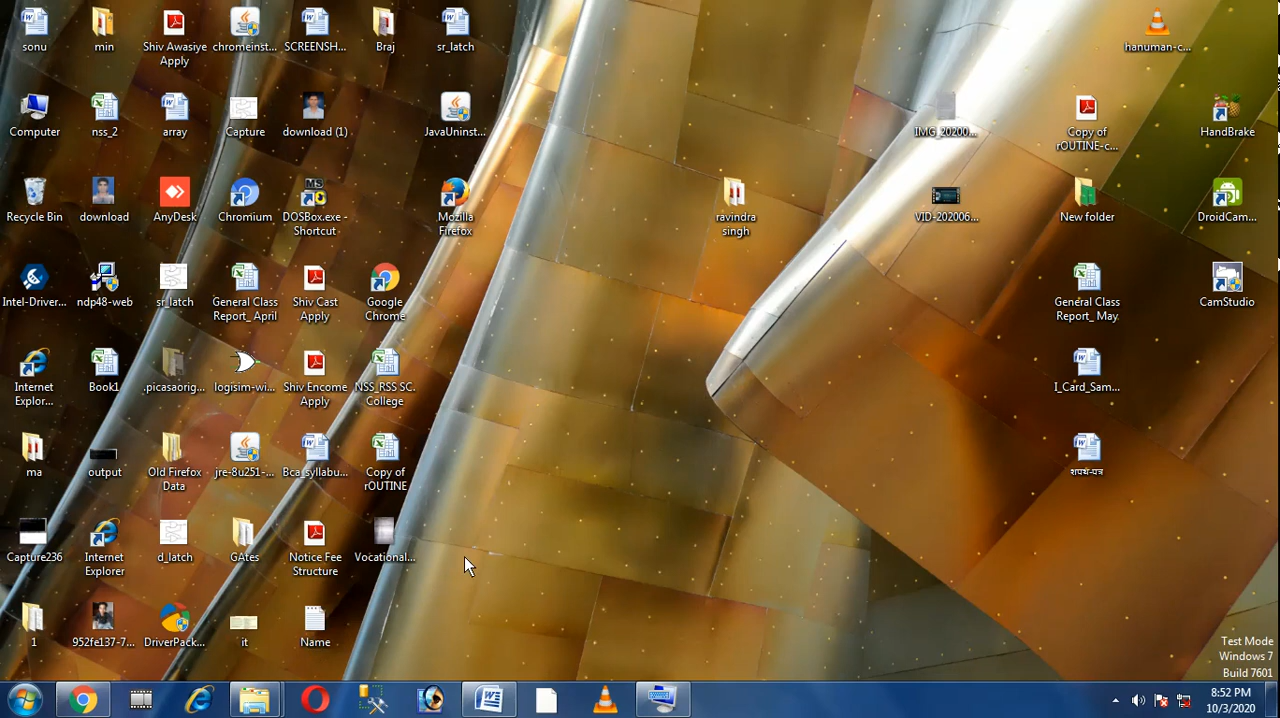 sonu
min
Shiv Awasiye
Apply
chromeinst...
SCREENSH...
Braj
sr_latch
hanuman-c...
Computer
nss_2
array
Capture
download (1)
JavaUninst...
IMG_20200...
Copy of
rOUTINE-c...
HandBrake
Recycle Bin
download
AnyDesk
Chromium
MS
DOSBox.exe -
Shortcut
Mozilla
Firefox
ravindra
singh
VID-202006...
New folder
DroidCam...
Intel-Driver...
ndp48-web
sr_latch
General Class
Report_ April
Shiv Cast
Apply
Google
Chrome
General Class
Report_ May
CamStudio
Internet
Explor...
Book1
.picasaorig...
logisim-wi...
Shiv Encome
Apply
NSS_RSS SC.
College
I_Card_Sam...
ma
output
Old Firefox
Data
jre-8u251-...
Bca_syllabu...
Copy of
rOUTINE
शपथ-पत्र
Capture236
Internet
Explorer
d_latch
GAtes
Notice Fee
Structure
Vocational...
1
952fe137-7...
DriverPack...
it
Name
Test Mode
Windows 7
Build 7601
8:52 PM
10/3/2020